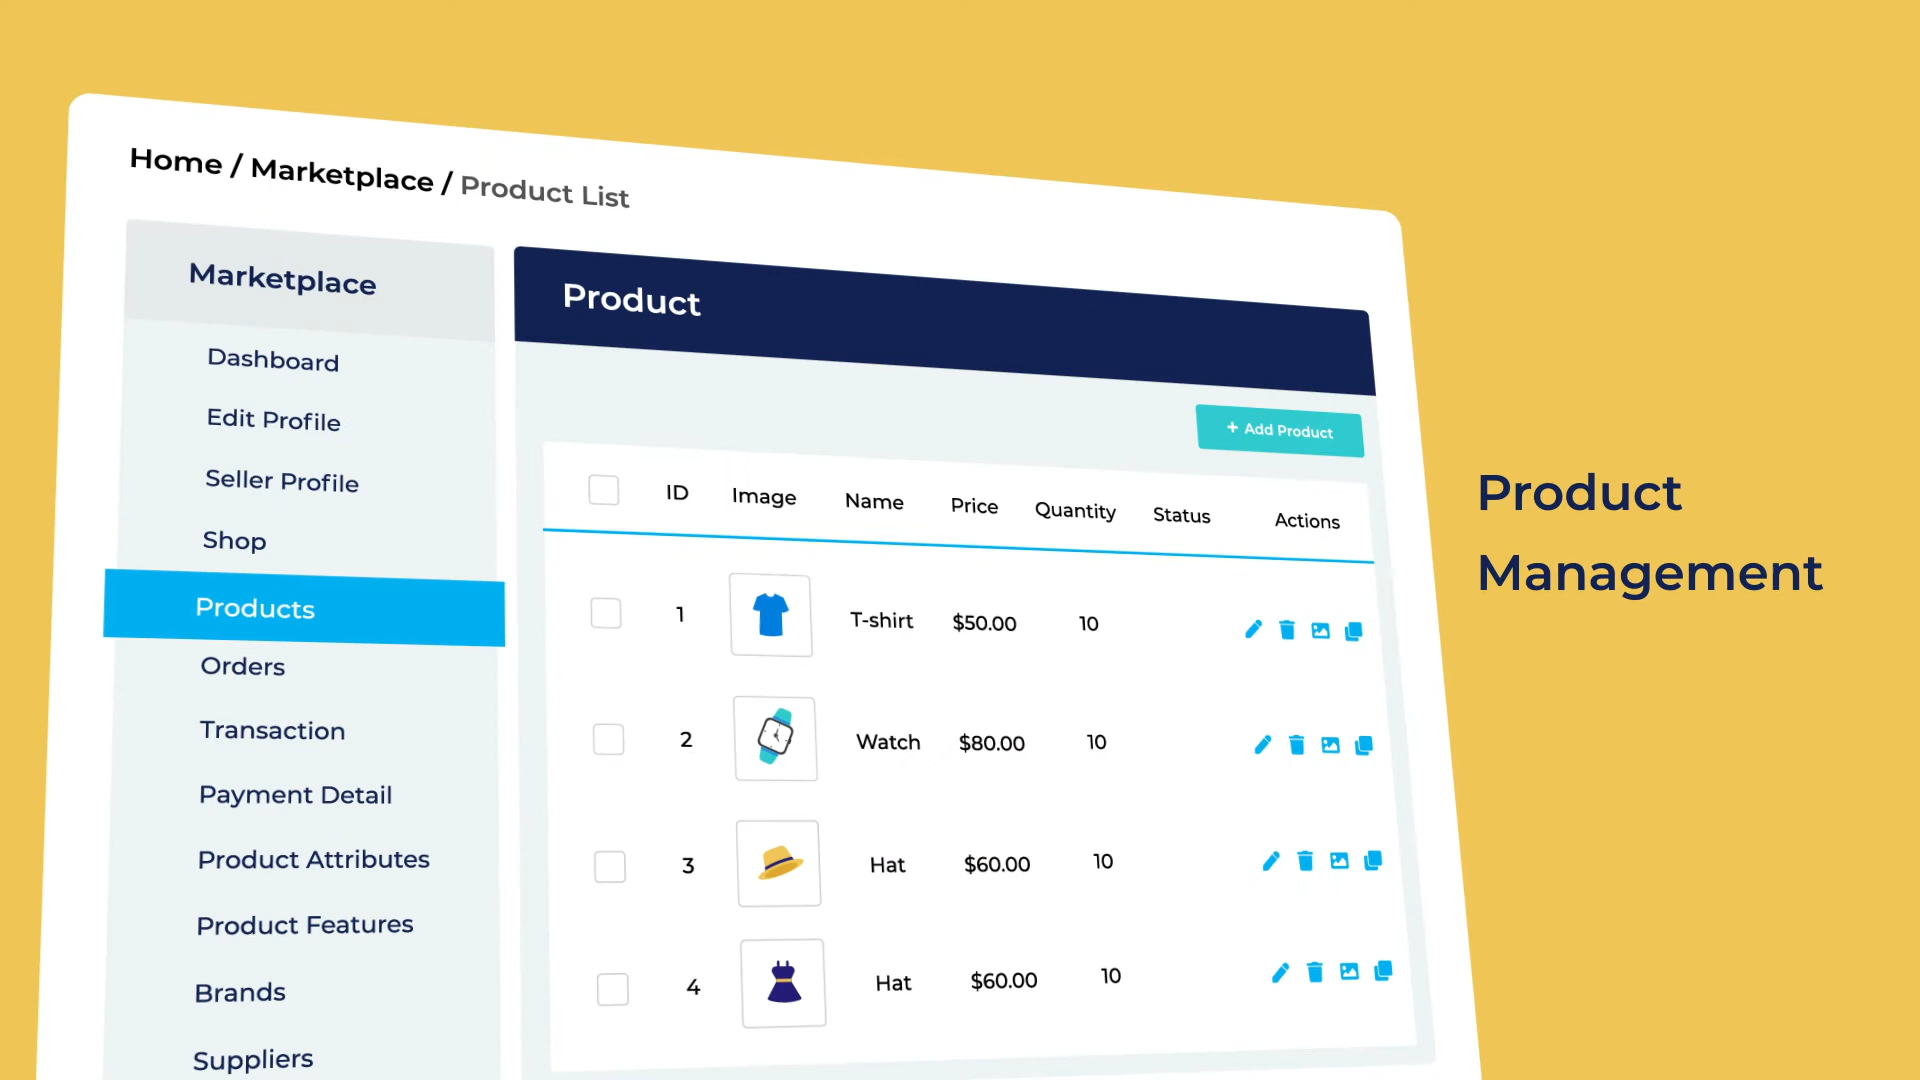 Home / Marketplace / Product List
Marketplace
Dashboard
Edit Profile
Seller Profile
Shop
Products
Orders
Transaction
Payment Detail
Product Attributes
Product Features
Brands
Suppliers
Product
+ Add Product
ID Image Name Price Quantity Status Actions
1 T-shirt $50.00 10
2 Watch $80.00 10
3 Hat $60.00 10
4 Hat $60.00 10
Product
Management